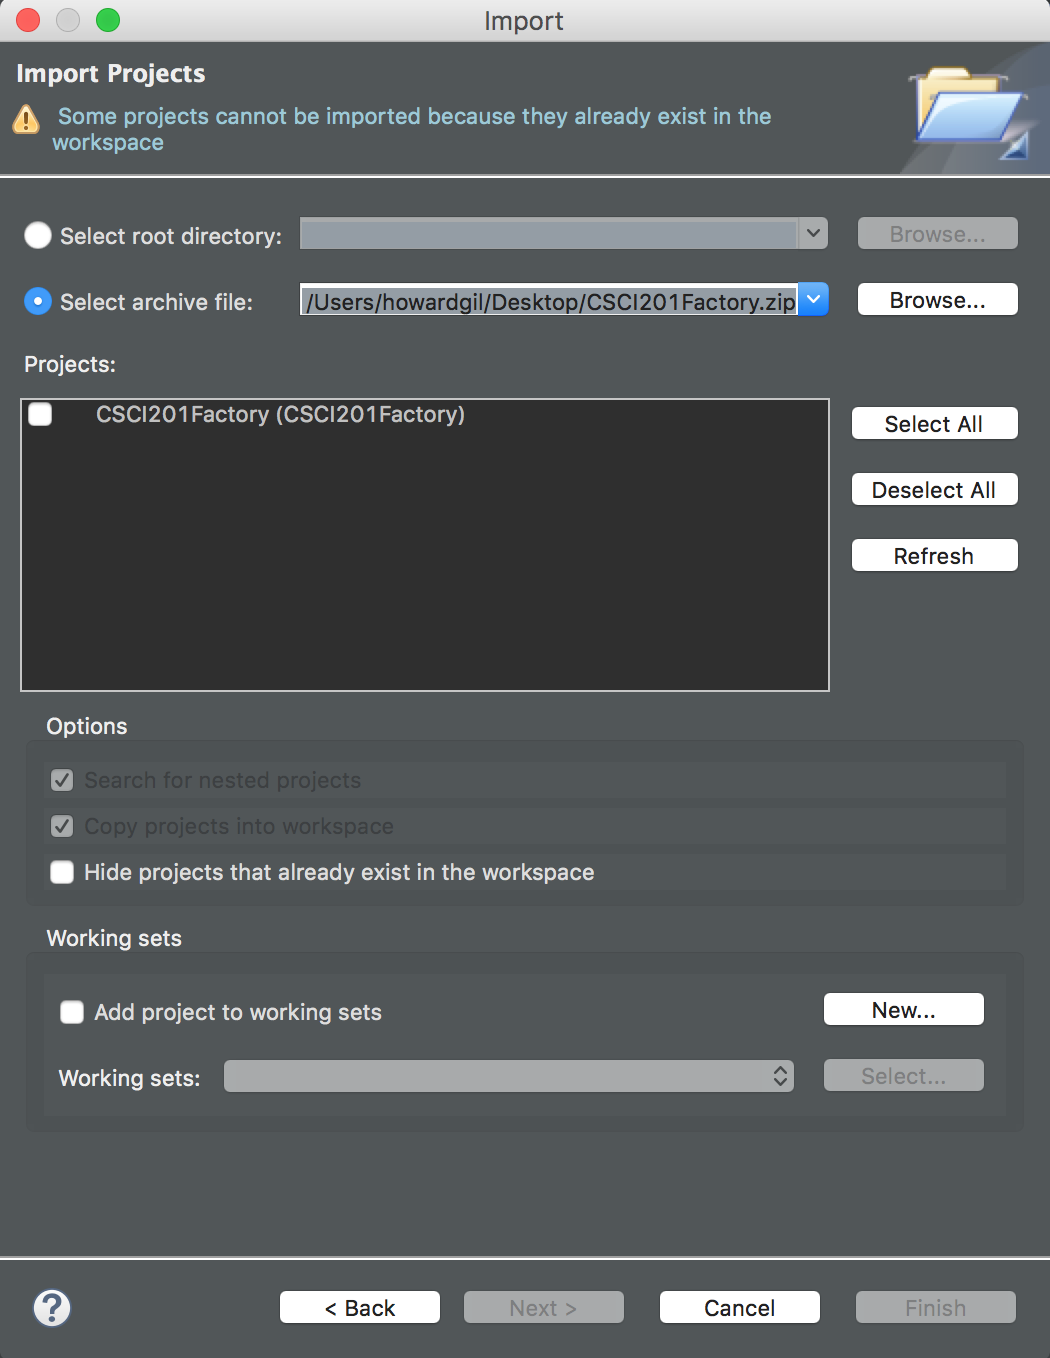 Import
Import Projects
Some projects cannot be imported because they already exist in the
workspace
Select root directory:
Browse...
Select archive file:
/Users/howardgil/Desktop/CSCI201Factory.zip
Browse...
Projects:
CSCI201Factory (CSCI201Factory)
Select All
Deselect All
Refresh
Options
Search for nested projects
Copy projects into workspace
Hide projects that already exist in the workspace
Working sets
Add project to working sets
New...
Working sets:
Select...
?
< Back
Next >
Cancel
Finish